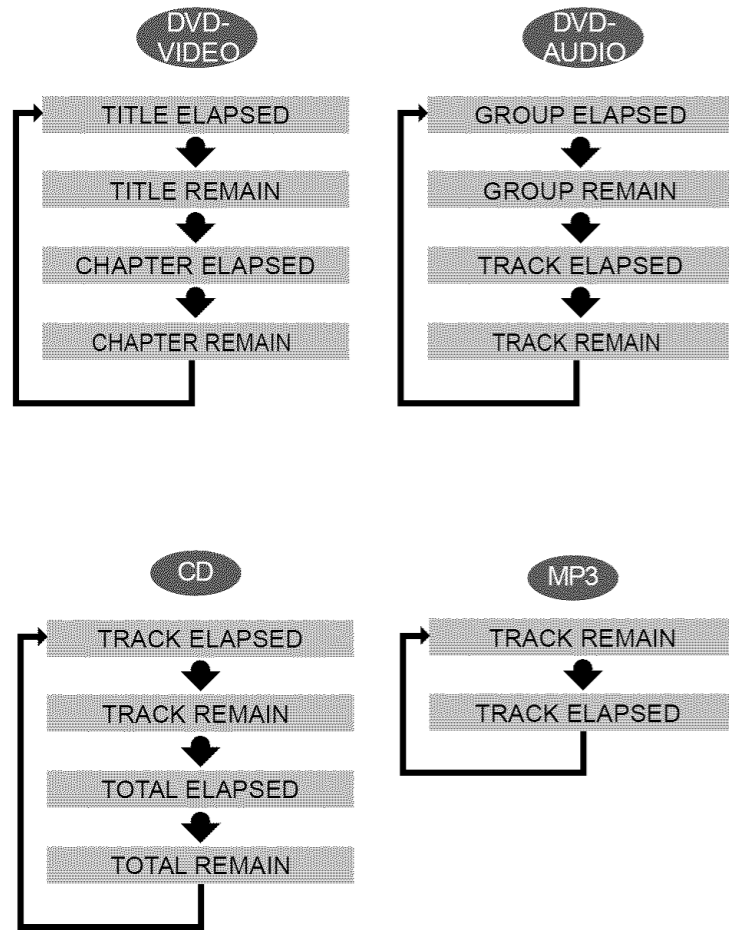 DVD-
VIDEO
TITLE ELAPSED
TITLE REMAIN
CHAPTER ELAPSED
CHAPTER REMAIN
DVD-
AUDIO
GROUP ELAPSED
GROUP REMAIN
TRACK ELAPSED
TRACK REMAIN
CD
TRACK ELAPSED
TRACK REMAIN
TOTAL ELAPSED
TOTAL REMAIN
MP3
TRACK REMAIN
TRACK ELAPSED